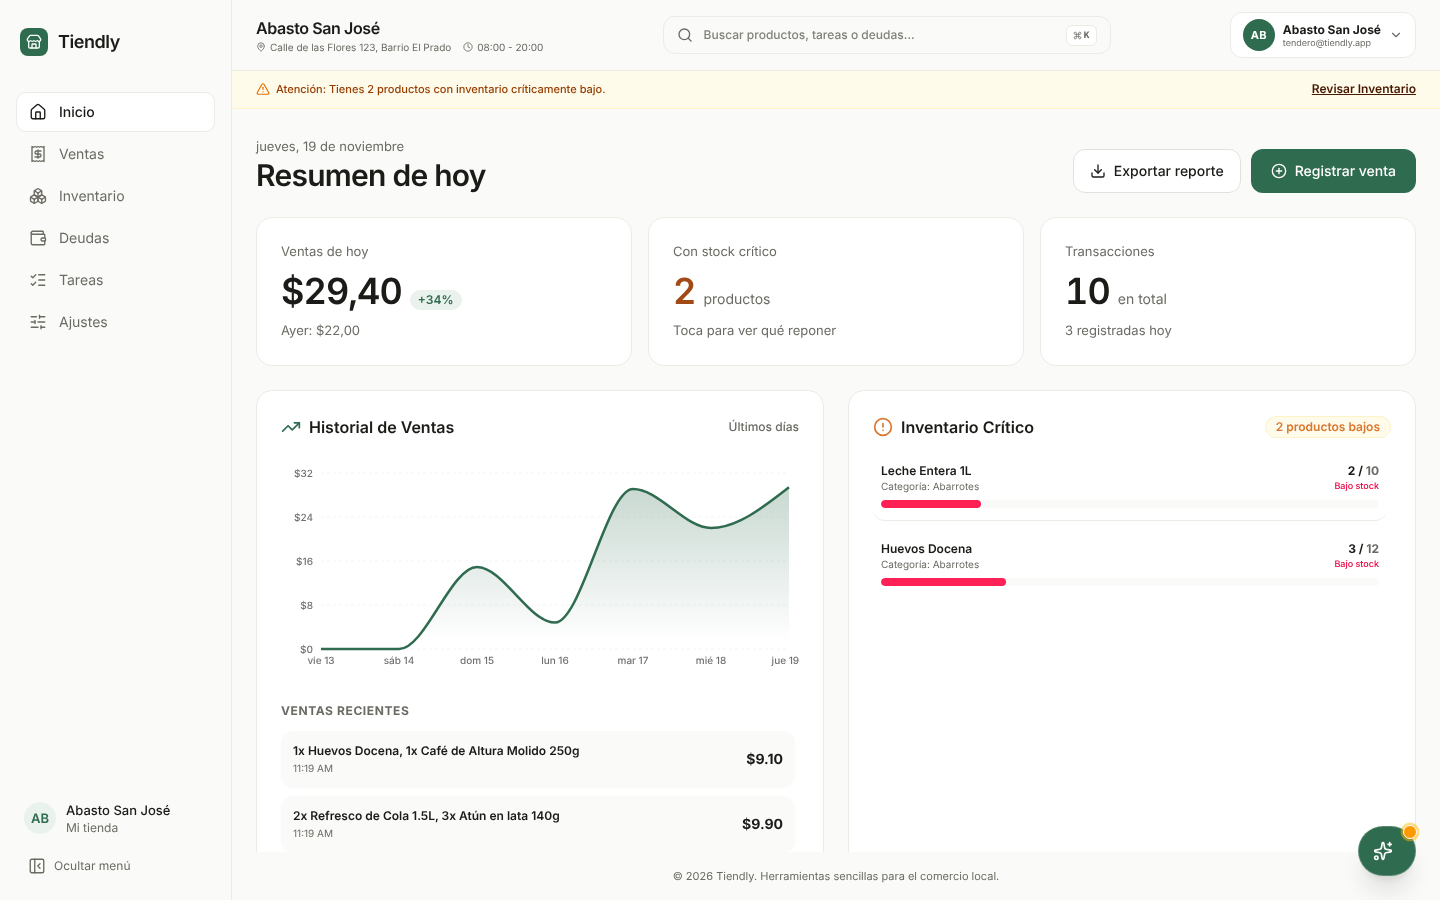 Tiendly
Inicio
Ventas
Inventario
Deudas
Tareas
Ajustes
AB
Abasto San José
Mi tienda
Ocultar menú
Abasto San José
Calle de las Flores 123, Barrio El Prado
08:00 - 20:00
Buscar productos, tareas o deudas...
⌘K
AB
Abasto San José
tendero@tiendly.app
Atención: Tienes 2 productos con inventario críticamente bajo.
Revisar Inventario
jueves, 19 de noviembre
Resumen de hoy
Exportar reporte
Registrar venta
Ventas de hoy
$29,40 +34%
Ayer: $22,00
Con stock crítico
2 productos
Toca para ver qué reponer
Transacciones
10 en total
3 registradas hoy
Historial de Ventas
Últimos días
$32
$24
$16
$8
$0
vie 13 sáb 14 dom 15 lun 16 mar 17 mié 18 jue 19
VENTAS RECIENTES
1x Huevos Docena, 1x Café de Altura Molido 250g
11:19 AM
$9.10
2x Refresco de Cola 1.5L, 3x Atún en lata 140g
11:19 AM
$9.90
Inventario Crítico
2 productos bajos
Leche Entera 1L
Categoría: Abarrotes
2 / 10
Bajo stock
Huevos Docena
Categoría: Abarrotes
3 / 12
Bajo stock
© 2026 Tiendly. Herramientas sencillas para el comercio local.